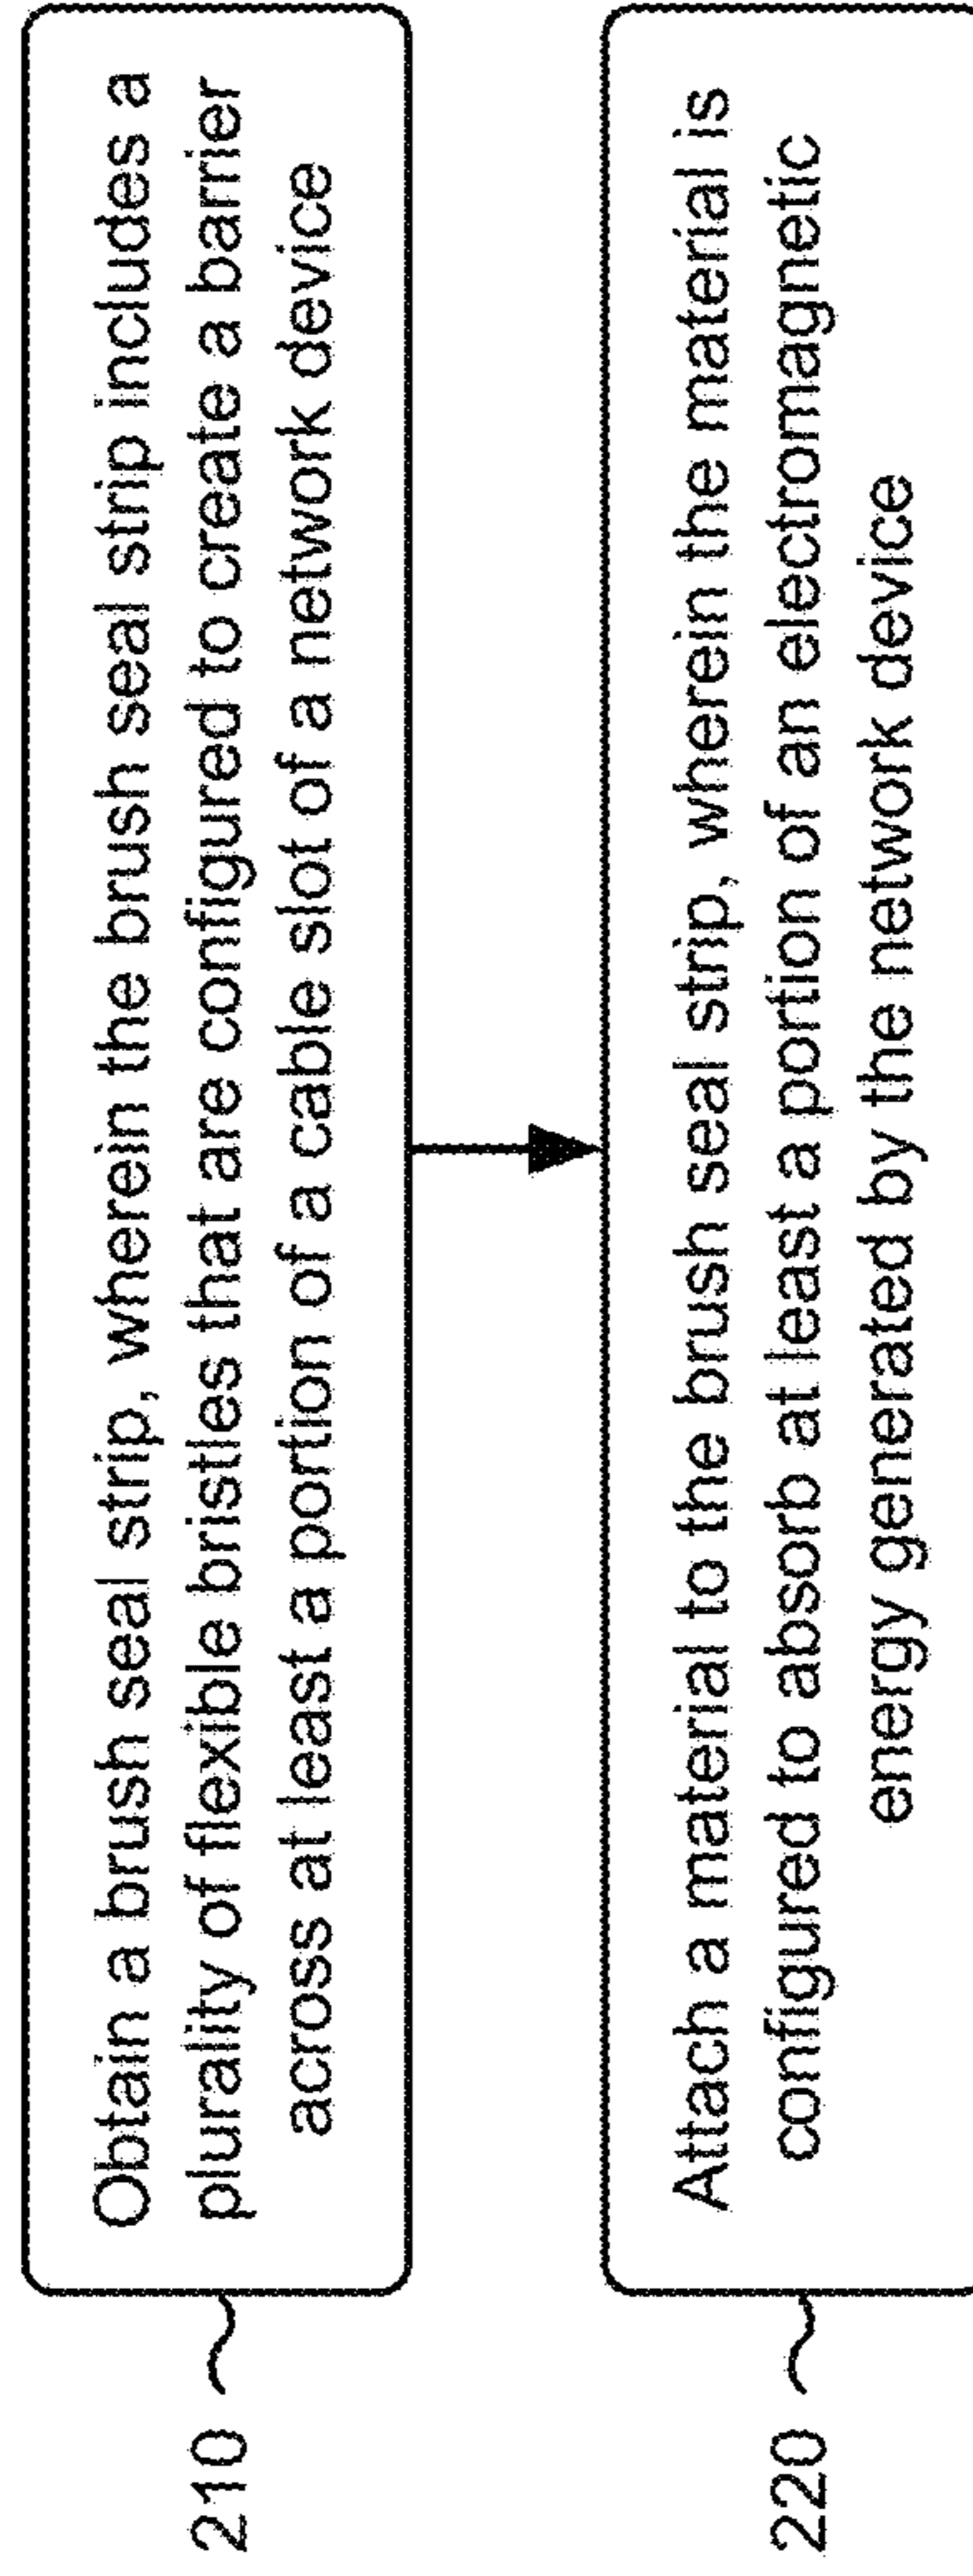 210
Obtain a brush seal strip, wherein the brush seal strip includes a
plurality of flexible bristles that are configured to create a barrier
across at least a portion of a cable slot of a network device
220
Attach a material to the brush seal strip, wherein the material is
configured to absorb at least a portion of an electromagnetic
energy generated by the network device